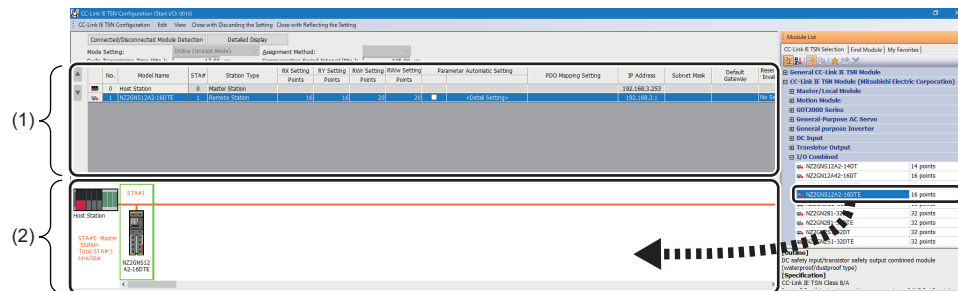 CC-Link IE TSN Configuration (Start I/O: 0010)
CC-Link IE TSN Configuration Edit View Close with Discarding the Setting Close with Reflecting the Setting
Connected/Disconnected Module Detection Detailed Display
Mode Setting: Online (Unicast Mode) Assignment Method:
No. Model Name STA# Station Type RX Setting RY Setting RWr Setting RWw Setting Parameter Automatic Setting PDO Mapping Setting IP Address Subnet Mask Default Gateway
Points Points Points Points
0 Host Station 0 Master Station 192.168.3.253
1 NZ2GNS12A2-16DTE 1 Remote Station 16 16 20 20 <Detail Setting> 192.168.3.1 No Se
(1)
(2)
STA#1
Host Station
STA#0 Master
Station
Total STA#:1
Line/Star
NZ2GNS12
A2-16DTE
Module List
CC-Link IE TSN Selection Find Module My Favorites
General CC-Link IE TSN Module
CC-Link IE TSN Module (Mitsubishi Electric Corporation)
Master/Local Module
Motion Module
GOT2000 Series
General-Purpose AC Servo
General purpose Inverter
DC Input
Transistor Output
I/O Combined
NZ2GNS12A2-14DT 14 points
NZ2GN12A42-16DT 16 points
NZ2GNS12A2-16DTE 16 points
32 points
32 points
32 points
[Outline]
DC safety input/transistor safety output combined module
(waterproof/dustproof type)
[Specification]
CC-Link IE TSN Class B/A